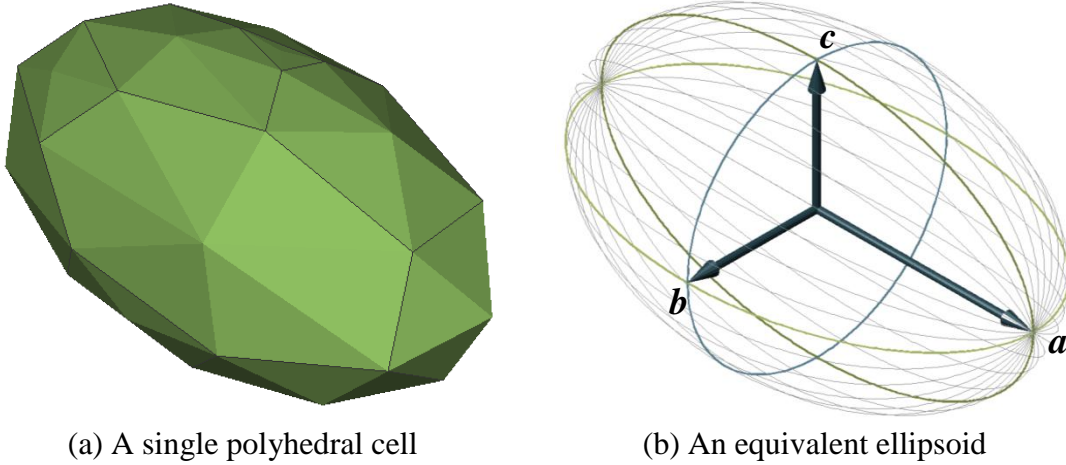 c
b
a
(a) A single polyhedral cell
(b) An equivalent ellipsoid